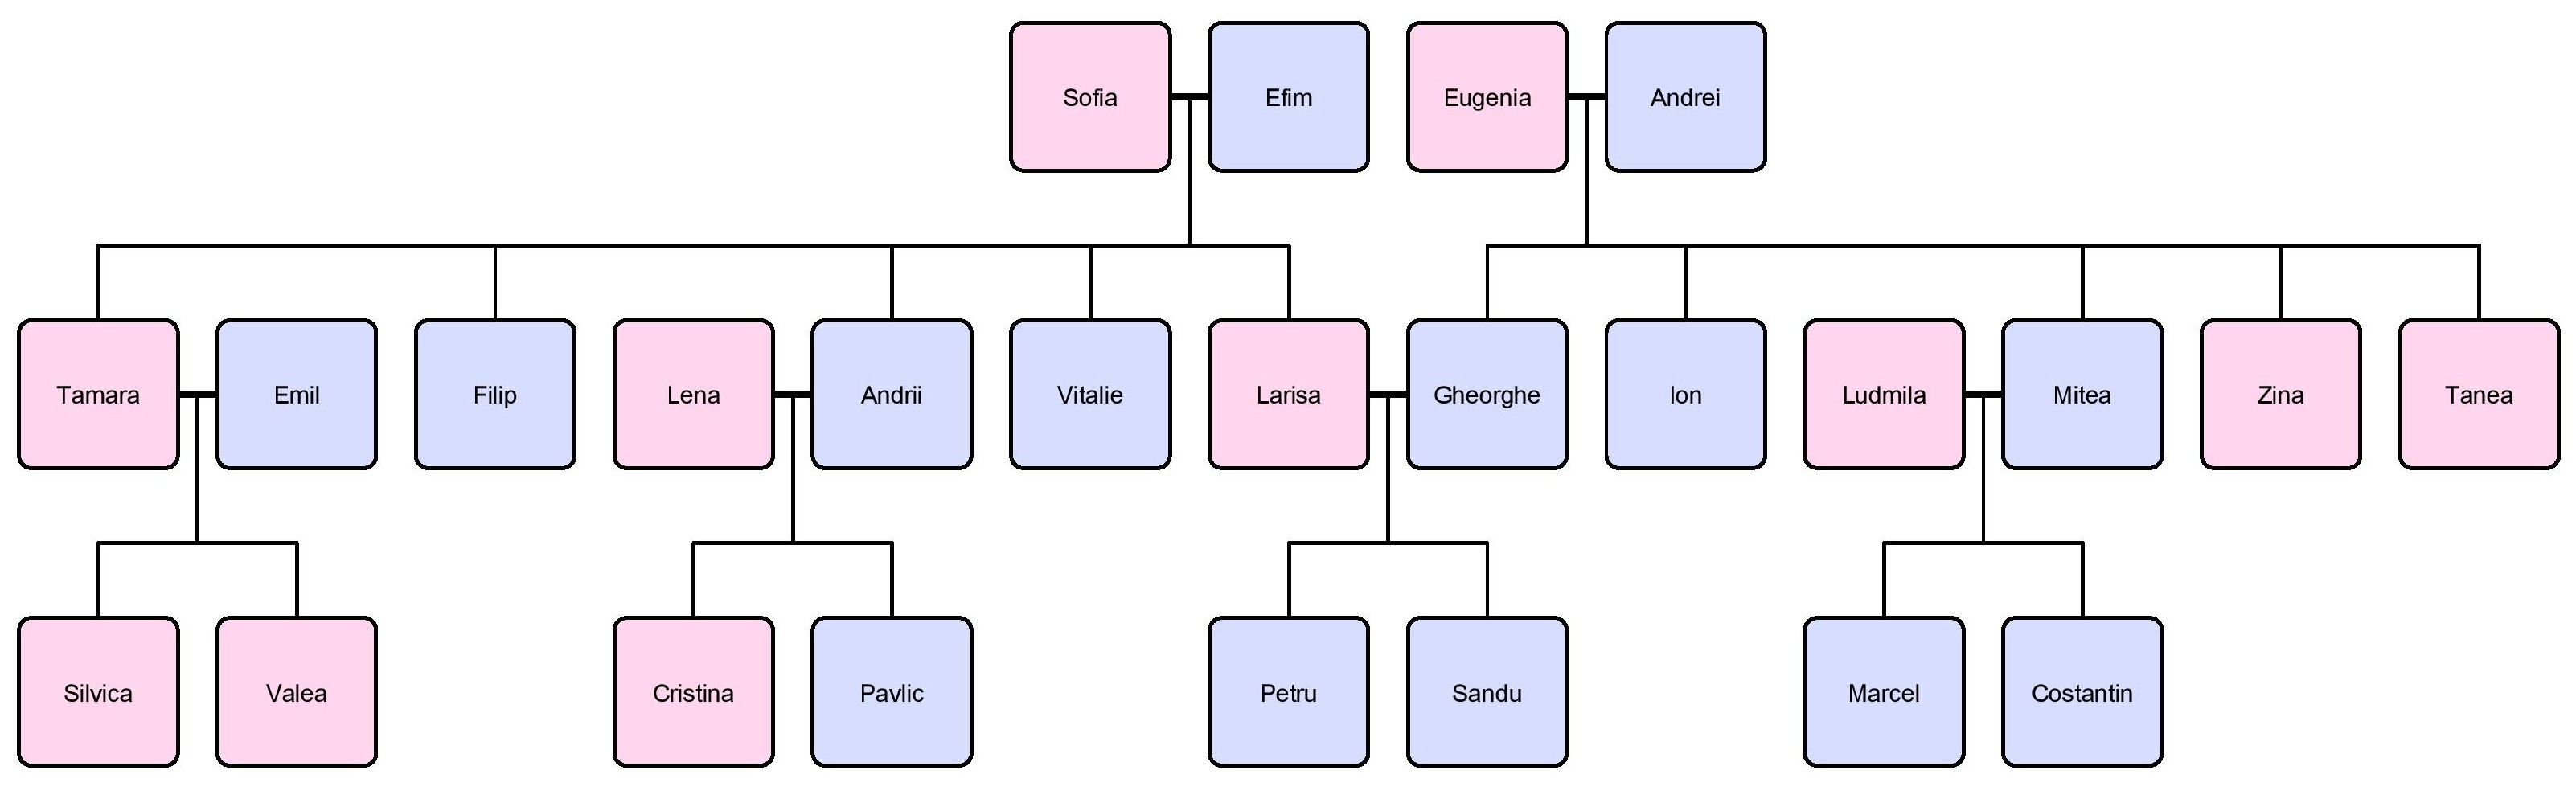 Sofia
Efim
Eugenia
Andrei
Tamara
Emil
Filip
Lena
Andrii
Vitalie
Larisa
Gheorghe
Ion
Ludmila
Mitea
Zina
Tanea
Silvica
Valea
Cristina
Pavlic
Petru
Sandu
Marcel
Costantin